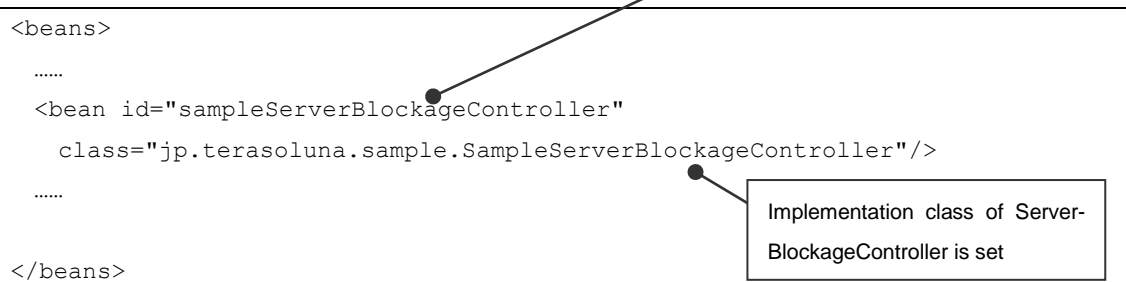 <beans>
……
<bean id="sampleServerBlockageController"
class="jp.terasoluna.sample.SampleServerBlockageController"/>
……
Implementation class of Server-
BlockageController is set
</beans>